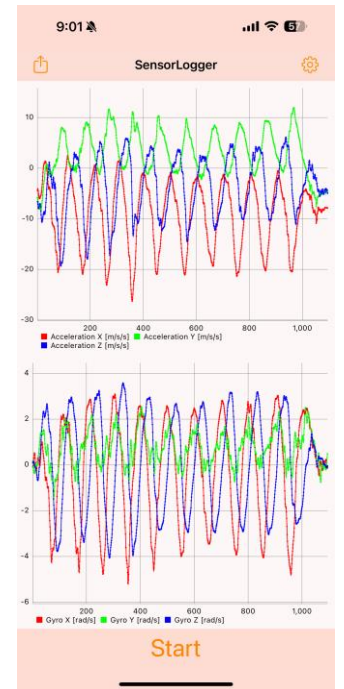 9:01 57
SensorLogger
10
0
-10
-20
-30
200 400 600 800 1,000
Acceleration X [m/s/s] Acceleration Y [m/s/s]
Acceleration Z [m/s/s]
4
2
0
-2
-4
-6
200 400 600 800 1,000
Gyro X [rad/s] Gyro Y [rad/s] Gyro Z [rad/s]
Start